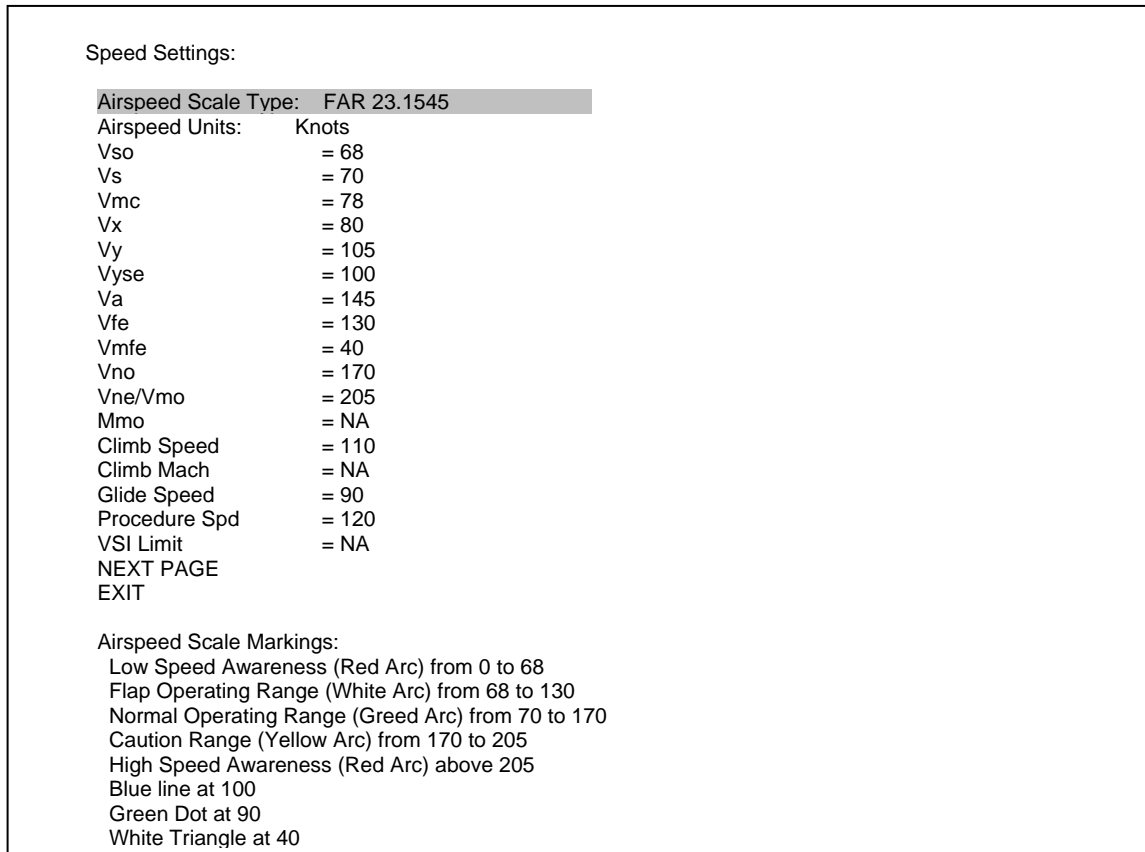 Speed Settings:
Airspeed Scale Type: FAR 23.1545
Airspeed Units: Knots
Vso = 68
Vs = 70
Vmc = 78
Vx = 80
Vy = 105
Vyse = 100
Va = 145
Vfe = 130
Vmfe = 40
Vno = 170
Vne/Vmo = 205
Mmo = NA
Climb Speed = 110
Climb Mach = NA
Glide Speed = 90
Procedure Spd = 120
VSI Limit = NA
NEXT PAGE
EXIT
Airspeed Scale Markings:
Low Speed Awareness (Red Arc) from 0 to 68
Flap Operating Range (White Arc) from 68 to 130
Normal Operating Range (Greed Arc) from 70 to 170
Caution Range (Yellow Arc) from 170 to 205
High Speed Awareness (Red Arc) above 205
Blue line at 100
Green Dot at 90
White Triangle at 40